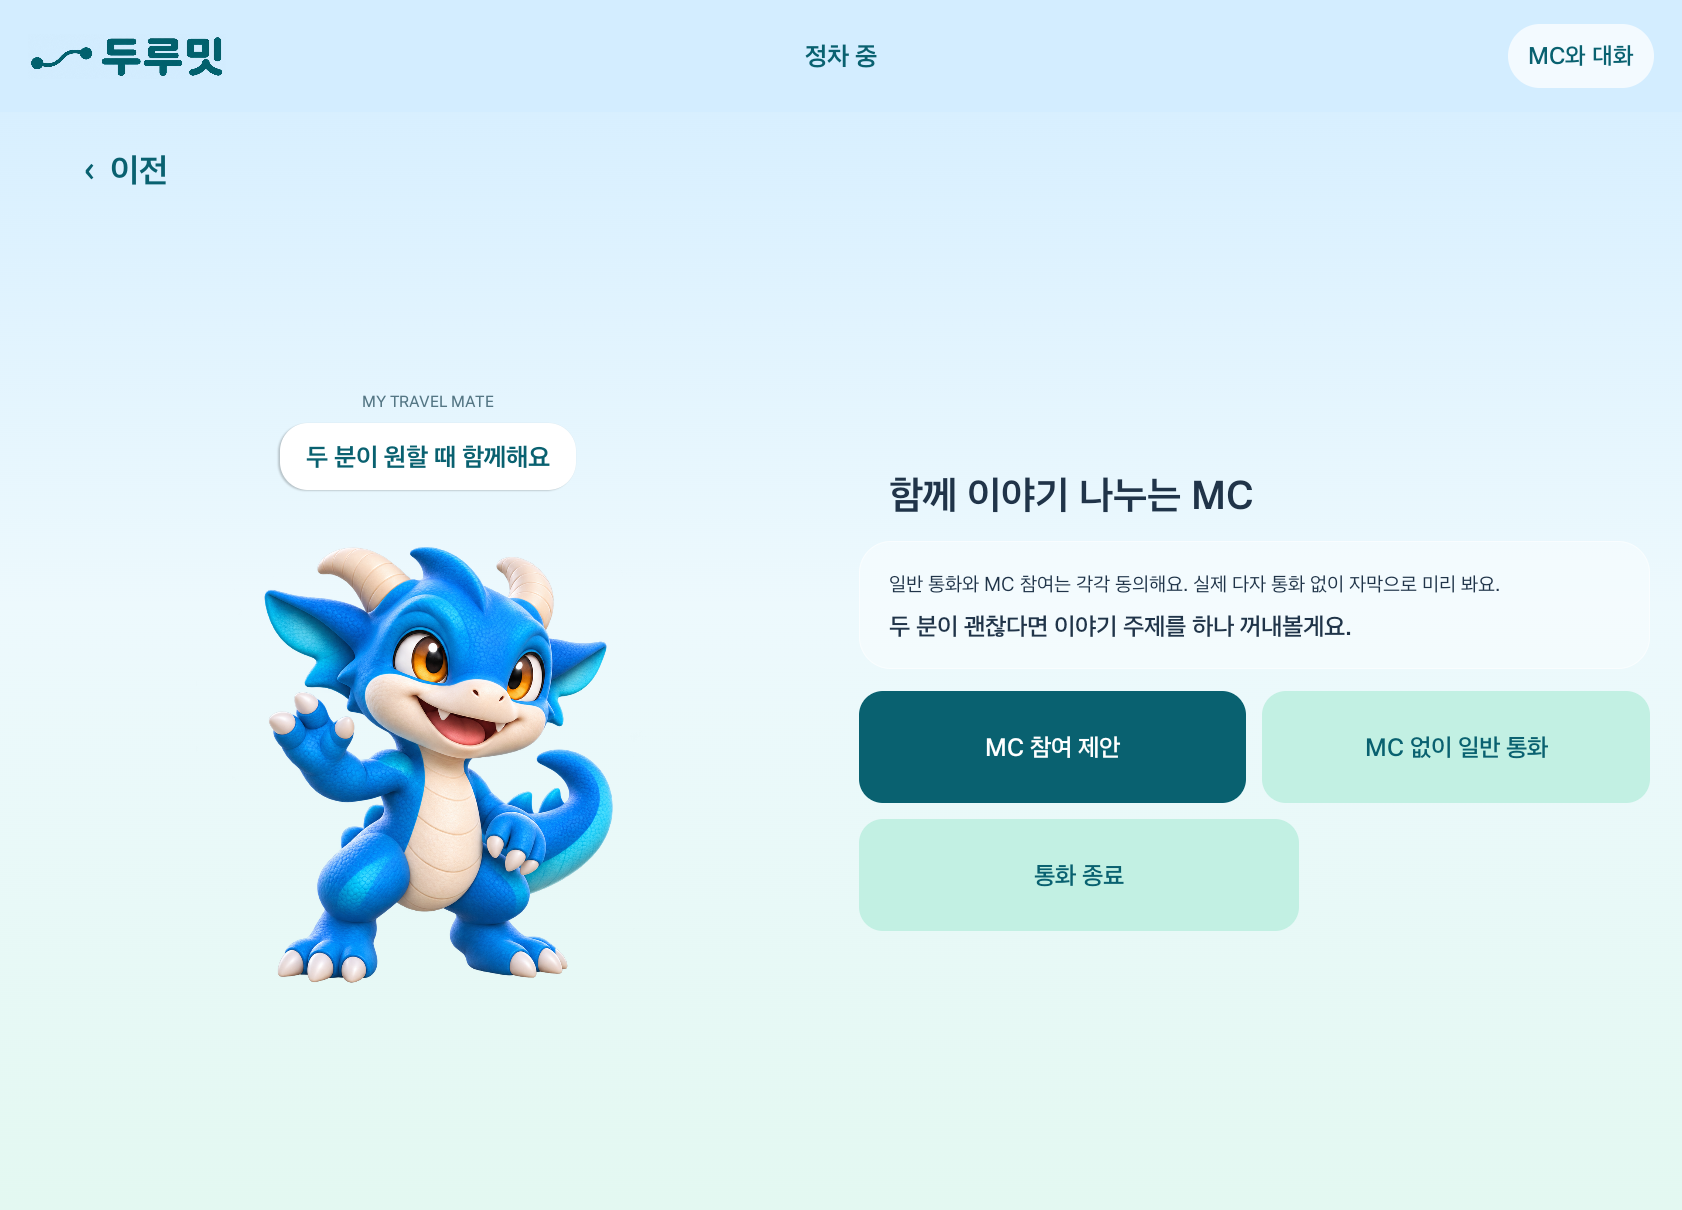 두루밋
정차 중
MC와 대화
‹ 이전
MY TRAVEL MATE
두 분이 원할 때 함께해요
함께 이야기 나누는 MC
일반 통화와 MC 참여는 각각 동의해요. 실제 다자 통화 없이 자막으로 미리 봐요.
두 분이 괜찮다면 이야기 주제를 하나 꺼내볼게요.
MC 참여 제안
MC 없이 일반 통화
통화 종료